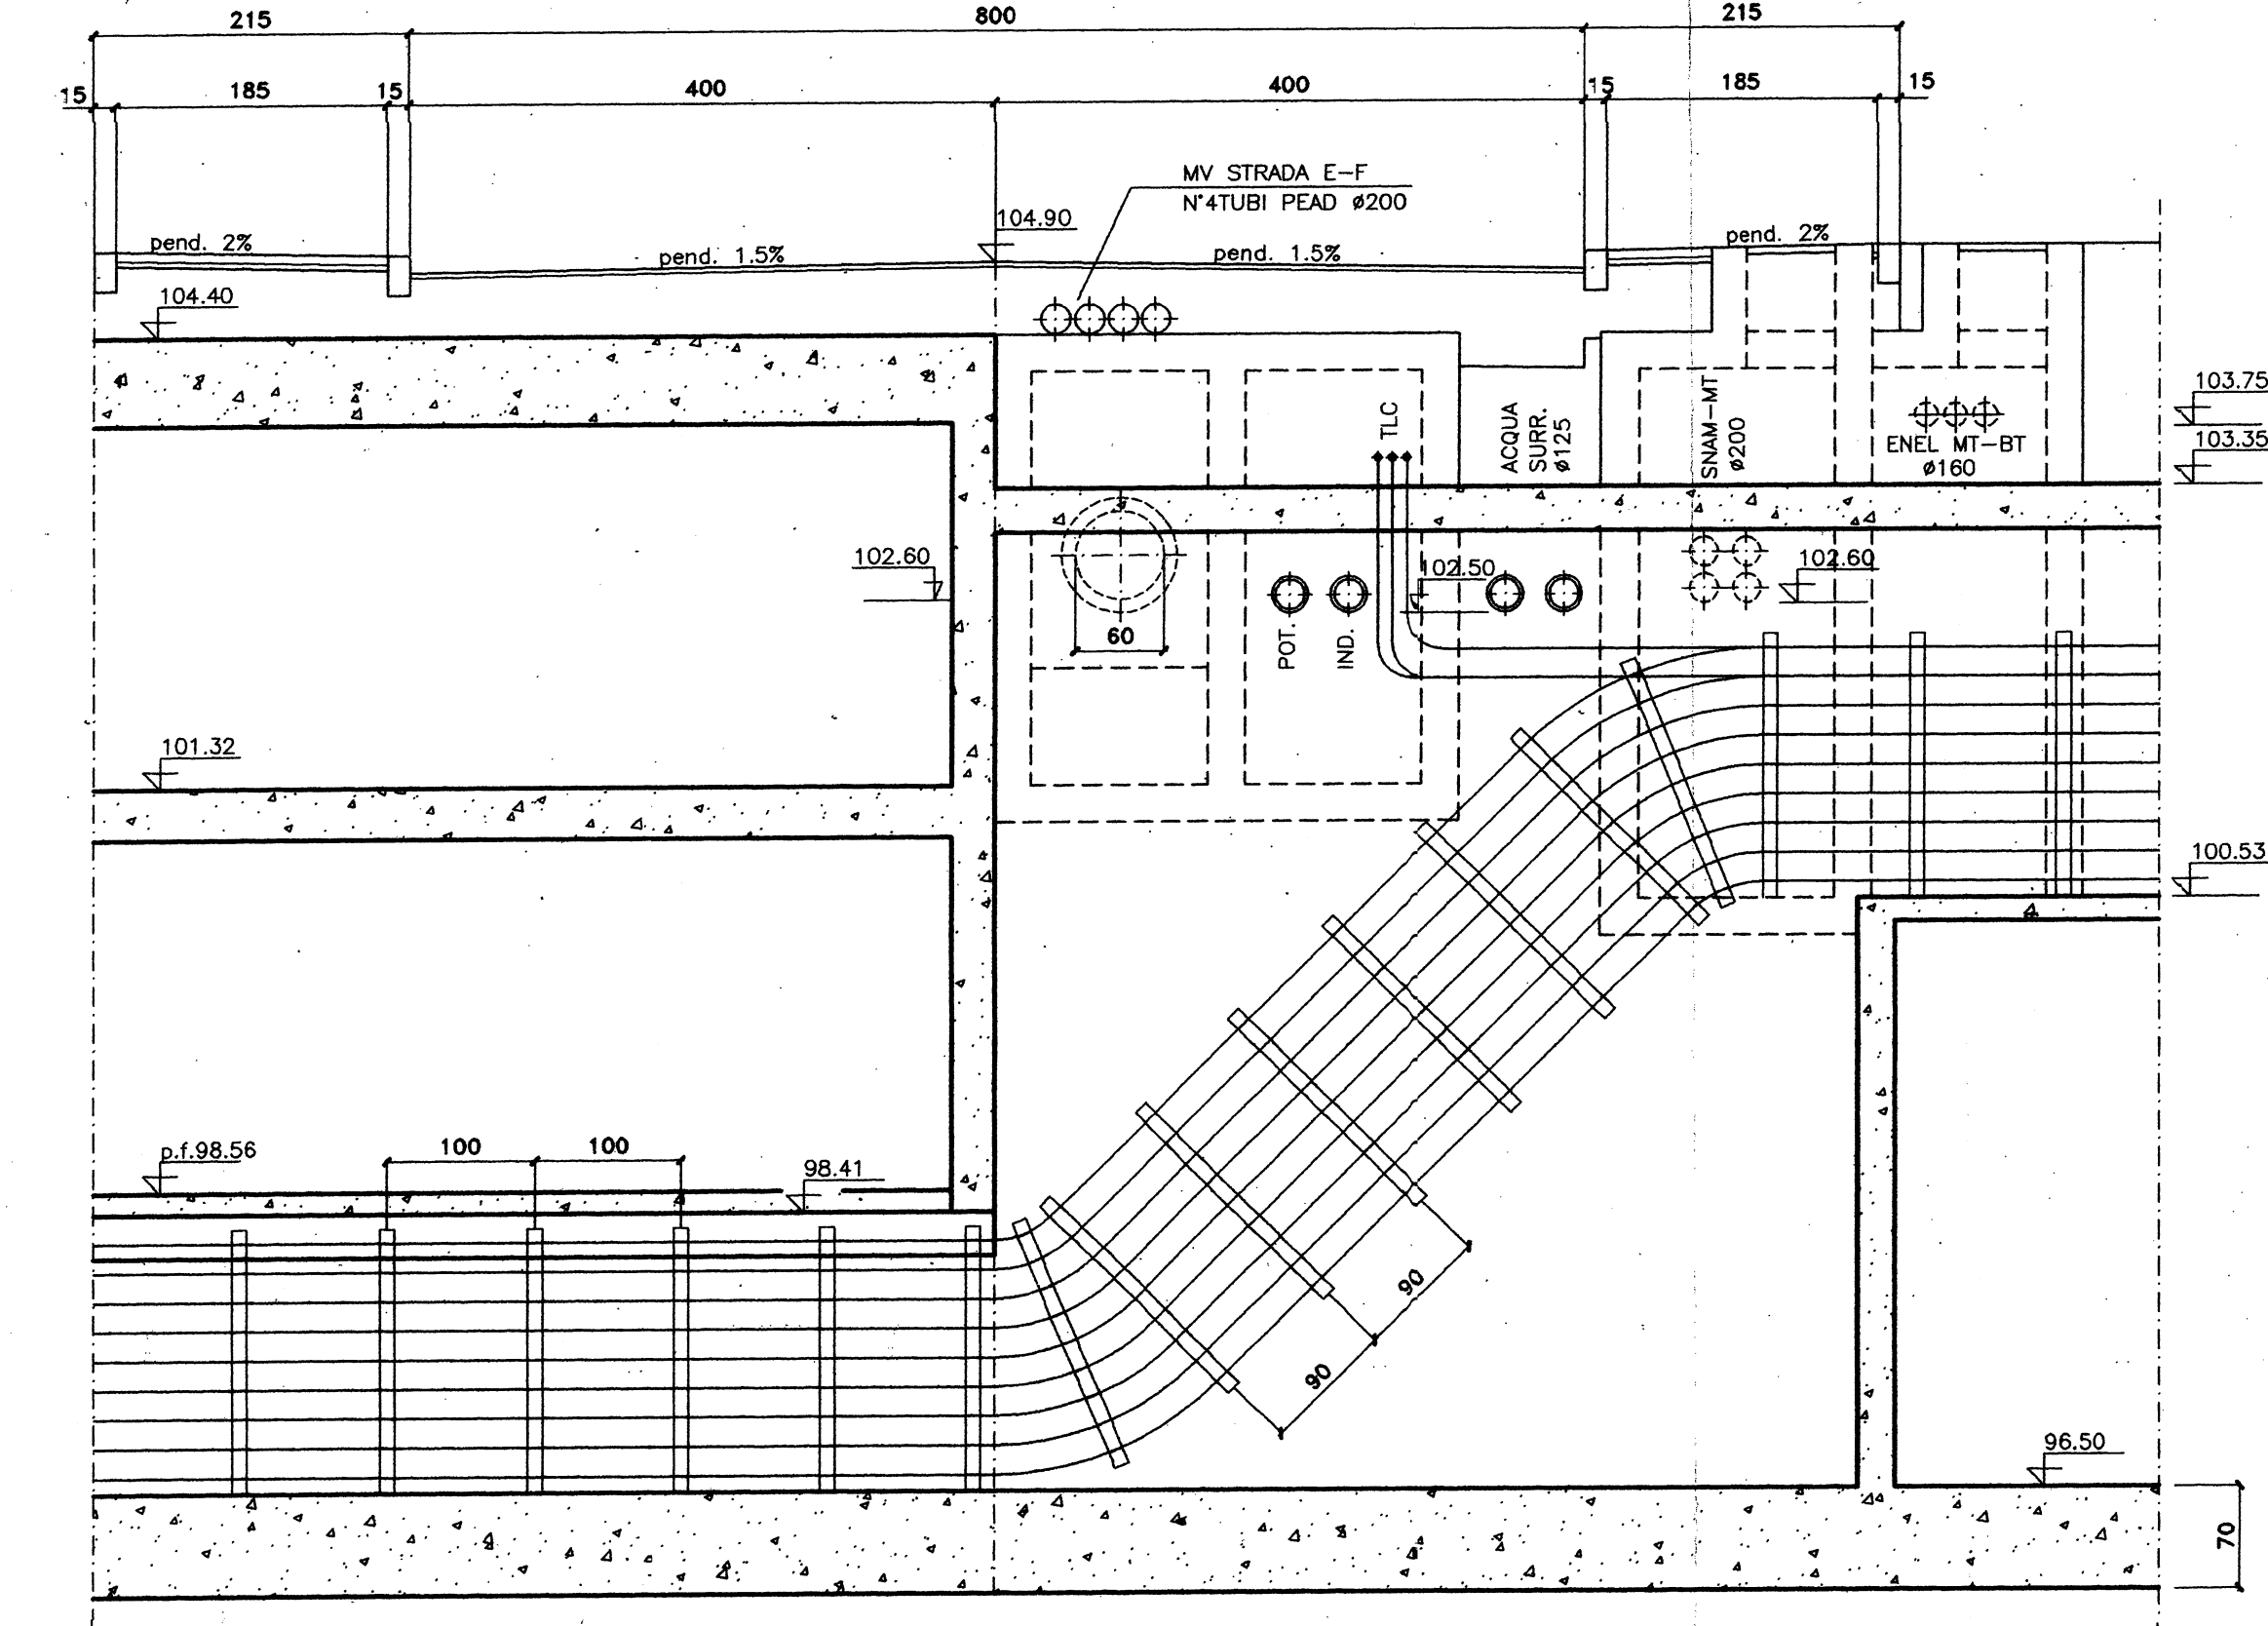 215
800
215
15
185
15
400
400
15
185
15
MV STRADA E-F
N°4TUBI PEAD ø200
104.90
pend. 2%
pend. 1.5%
pend. 1.5%
pend. 2%
104.40
103.75
103.35
TLC
ACQUA
SURR.
ø125
SNAM-MT
ø200
ENEL MT-BT
ø160
102.60
102.50
102.60
60
POT.
IND.
101.32
100.53
p.f.98.56
100
100
98.41
90
90
96.50
70